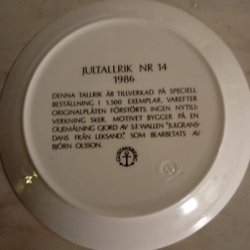 JULTALLRIK NR 14
1986
DENNA TALLRIK ÄR TILLVERKAD PÅ SPECIELL
BESTÄLLNING I 1.500 EXEMPLAR, VAREFTER
ORIGINALPLÅTEN FÖRSTÖRTS. INGEN NYTILL-
VERKNING SKER. MOTIVET BYGGER PÅ EN
OLJEMÅLNING GJORD AV S.F. WALLEN "JULGRANS-
DANS FRÅN LEKSAND", SOM BEARBETATS AV
BJÖRN OLSSON.
GUSTAVSBERG